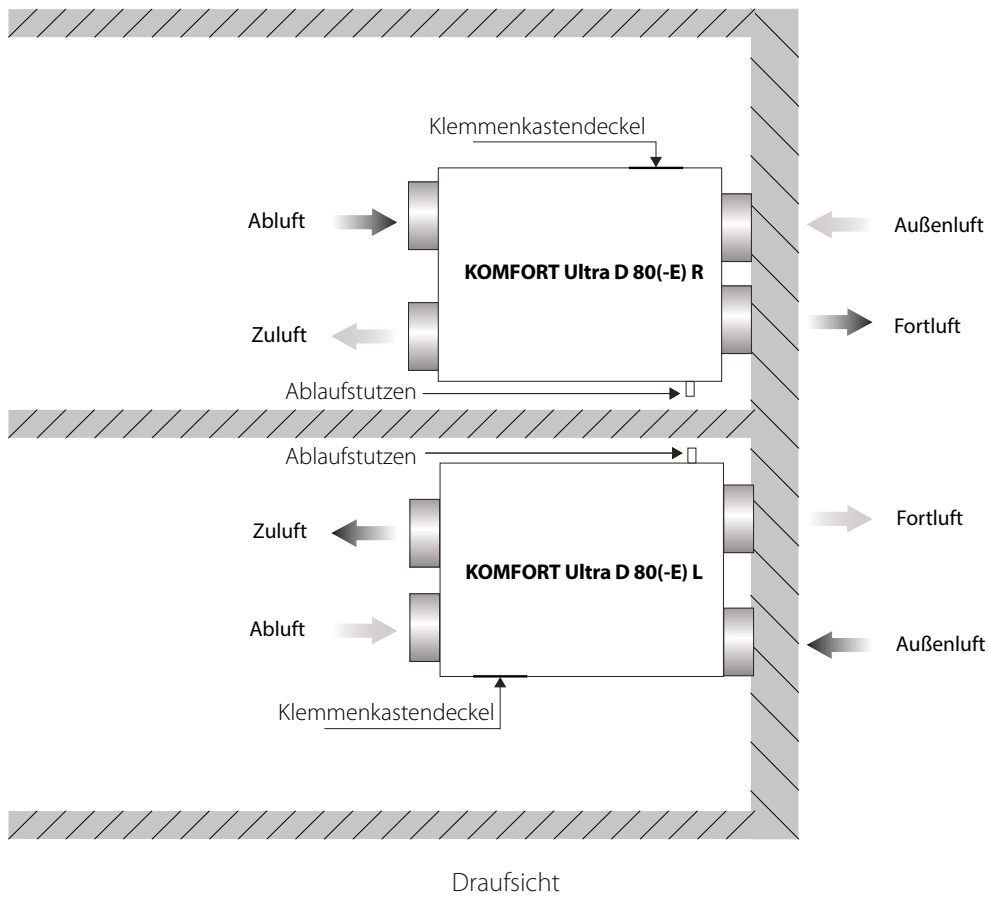 Klemmenkastendeckel
Abluft
Außenluft
KOMFORT Ultra D 80(-E) R
Zuluft
Fortluft
Ablaufstutzen
Ablaufstutzen
Zuluft
Fortluft
KOMFORT Ultra D 80(-E) L
Abluft
Außenluft
Klemmenkastendeckel
Draufsicht